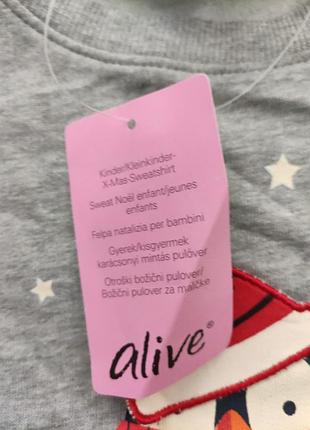 Kinder/Kleinkinder-
X-Mas-Sweatshirt
Sweat Noël enfant/jeunes
enfants
Felpa natalizia per bambini
Gyerek/kisgyermek
karácsonyi mintás pulóver
Otroški božični pulover/
Božični pulover za malčke
alive®